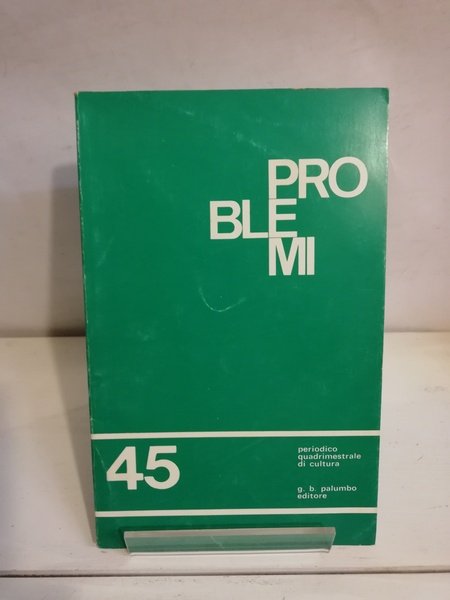 PRO
BLE
MI
45
periodico
quadrimestrale
di cultura
g. b. palumbo
editore